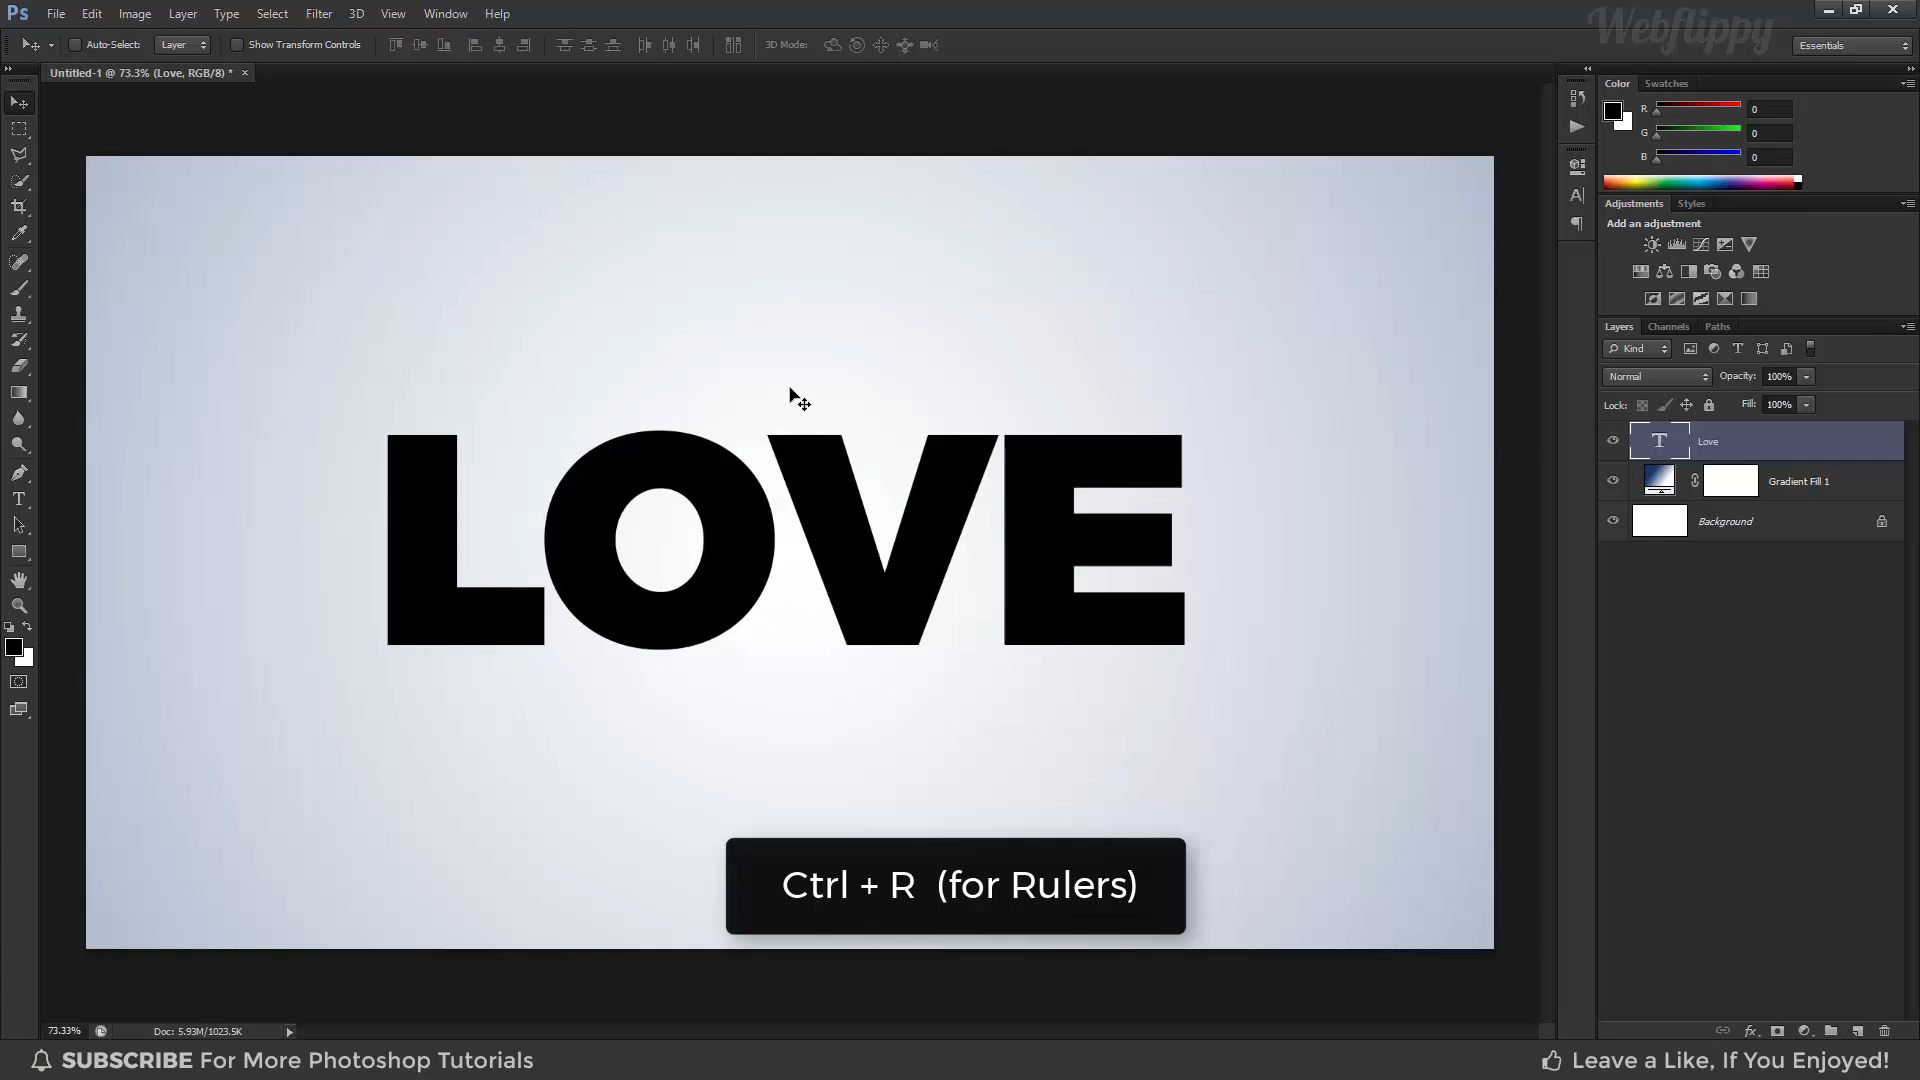 Ps File Edit Image Layer Type Select Filter 3D View Window Help
Webflippy
Auto-Select: Layer Show Transform Controls 3D Mode: Essentials
Untitled-1 @ 73.3% (Love, RGB/8) * ×
Color Swatches
R 0
G 0
B 0
Adjustments Styles
Add an adjustment
Layers Channels Paths
Kind
Normal Opacity: 100%
Lock: Fill: 100%
T Love
Gradient Fill 1
Background
LOVE
Ctrl + R (for Rulers)
73.33% Doc: 5.93M/1023.5K
SUBSCRIBE For More Photoshop Tutorials
Leave a Like, If You Enjoyed!